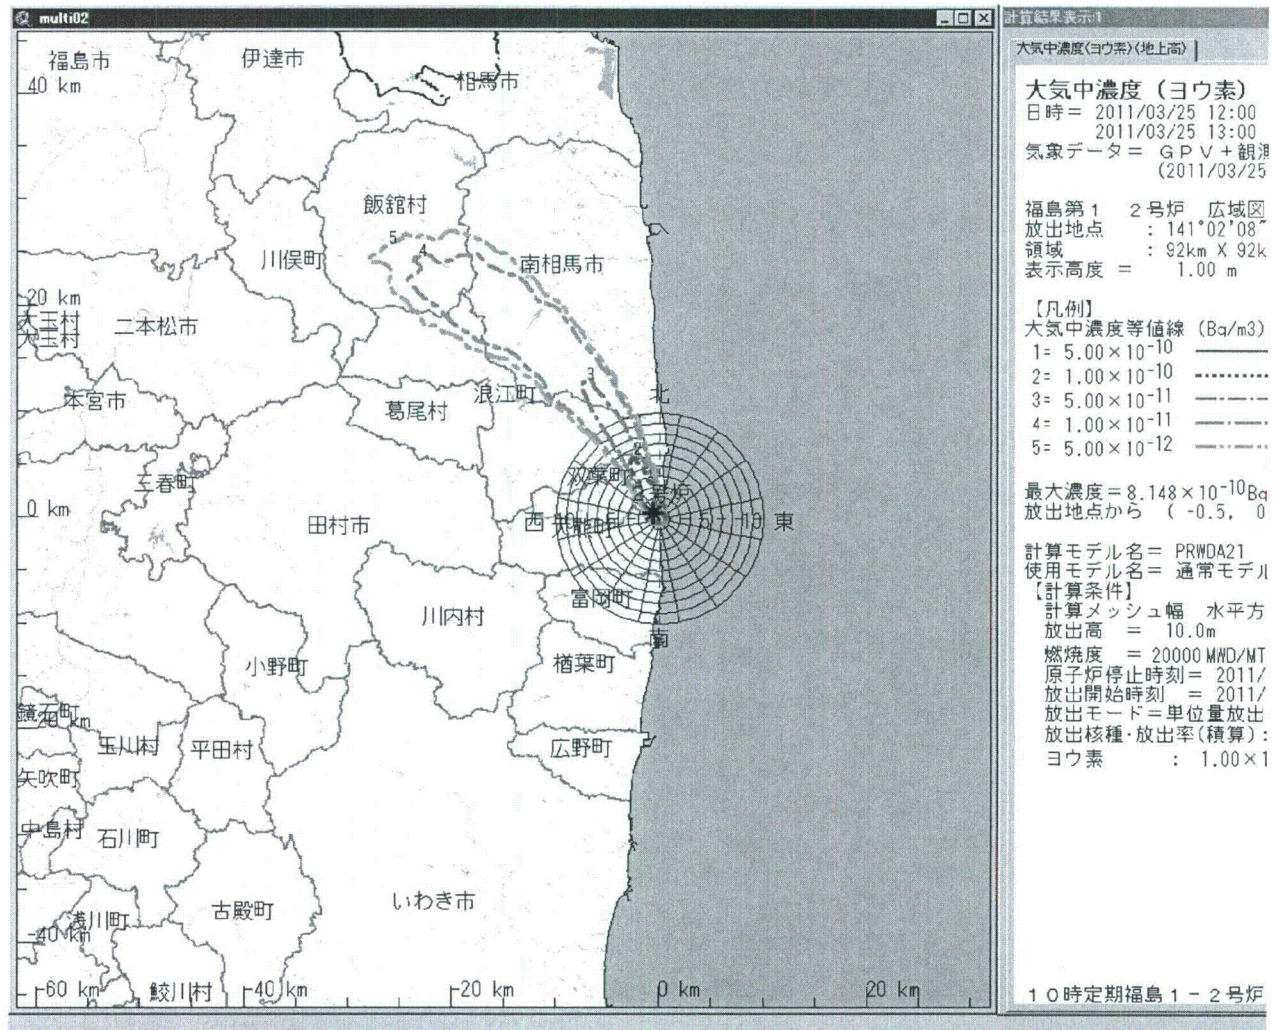 multi02
福島市
伊達市
相馬市
40 km
飯舘村
5
4
川俣町
南相馬市
20 km
大玉村
二本松市
大玉村
3
浪江町
北
本宮市
葛尾村
2
双葉町
三春町
0 km
田村市
西
東
富岡町
川内村
南
小野町
楢葉町
鏡石町
玉川村
平田村
広野町
矢吹町
中島村
石川町
いわき市
古殿町
浅川町
-40 km
鮫川村
-60 km
-40 km
-20 km
0 km
20 km
計算結果表示:1
大気中濃度(ヨウ素)(地上高)
大気中濃度(ヨウ素)
日時= 2011/03/25 12:00
2011/03/25 13:00
気象データ= GPV+観測
(2011/03/25
福島第1 2号炉 広域図
放出地点 : 141°02'08"
領域 : 92km X 92k
表示高度 = 1.00 m
【凡例】
大気中濃度等値線 (Bq/m3)
1= 5.00×10-10
2= 1.00×10-10
3= 5.00×10-11
4= 1.00×10-11
5= 5.00×10-12
最大濃度=8.148×10-10Bq
放出地点から ( -0.5, 0
計算モデル名= PRWDA21
使用モデル名= 通常モデル
【計算条件】
計算メッシュ幅 水平方
放出高 = 10.0m
燃焼度 = 20000MWD/MT
原子炉停止時刻= 2011/
放出開始時刻 = 2011/
放出モード=単位量放出
放出核種・放出率(積算):
ヨウ素 : 1.00×1
10時定期福島1-2号炉